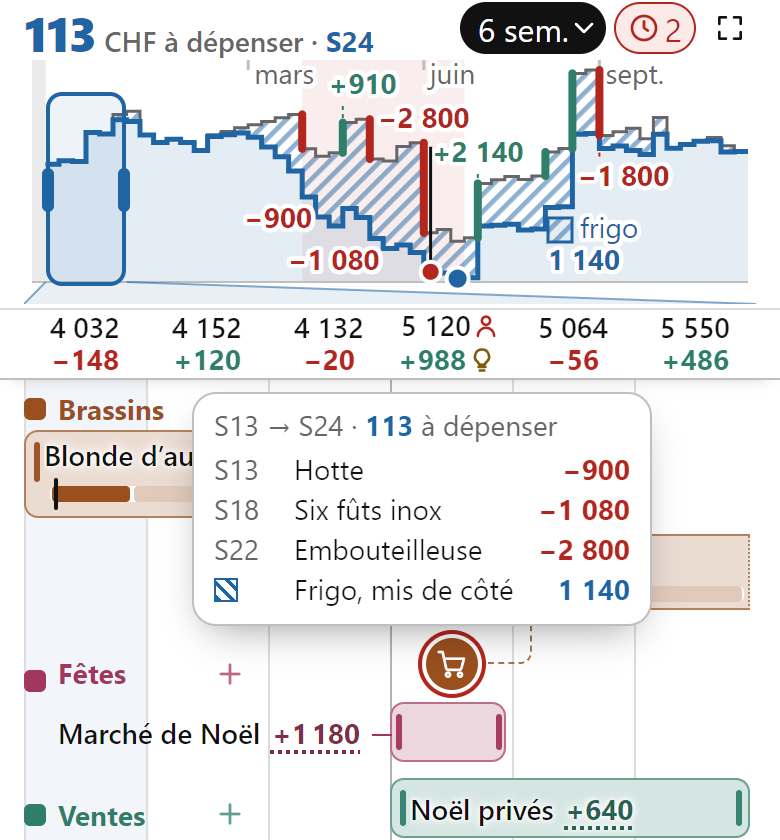 113 CHF à dépenser · S24
6 sem.
2
mars
juin
sept.
+910
−2 800
+2 140
−1 800
−900
−1 080
frigo
1 140
4 032 4 152 4 132 5 120 5 064 5 550
−148 +120 −20 +988 −56 +486
Brassins
Blonde d’au
S13 → S24 · 113 à dépenser
S13 Hotte −900
S18 Six fûts inox −1 080
S22 Embouteilleuse −2 800
Frigo, mis de côté 1 140
Fêtes +
Marché de Noël +1 180
Ventes +
Noël privés +640